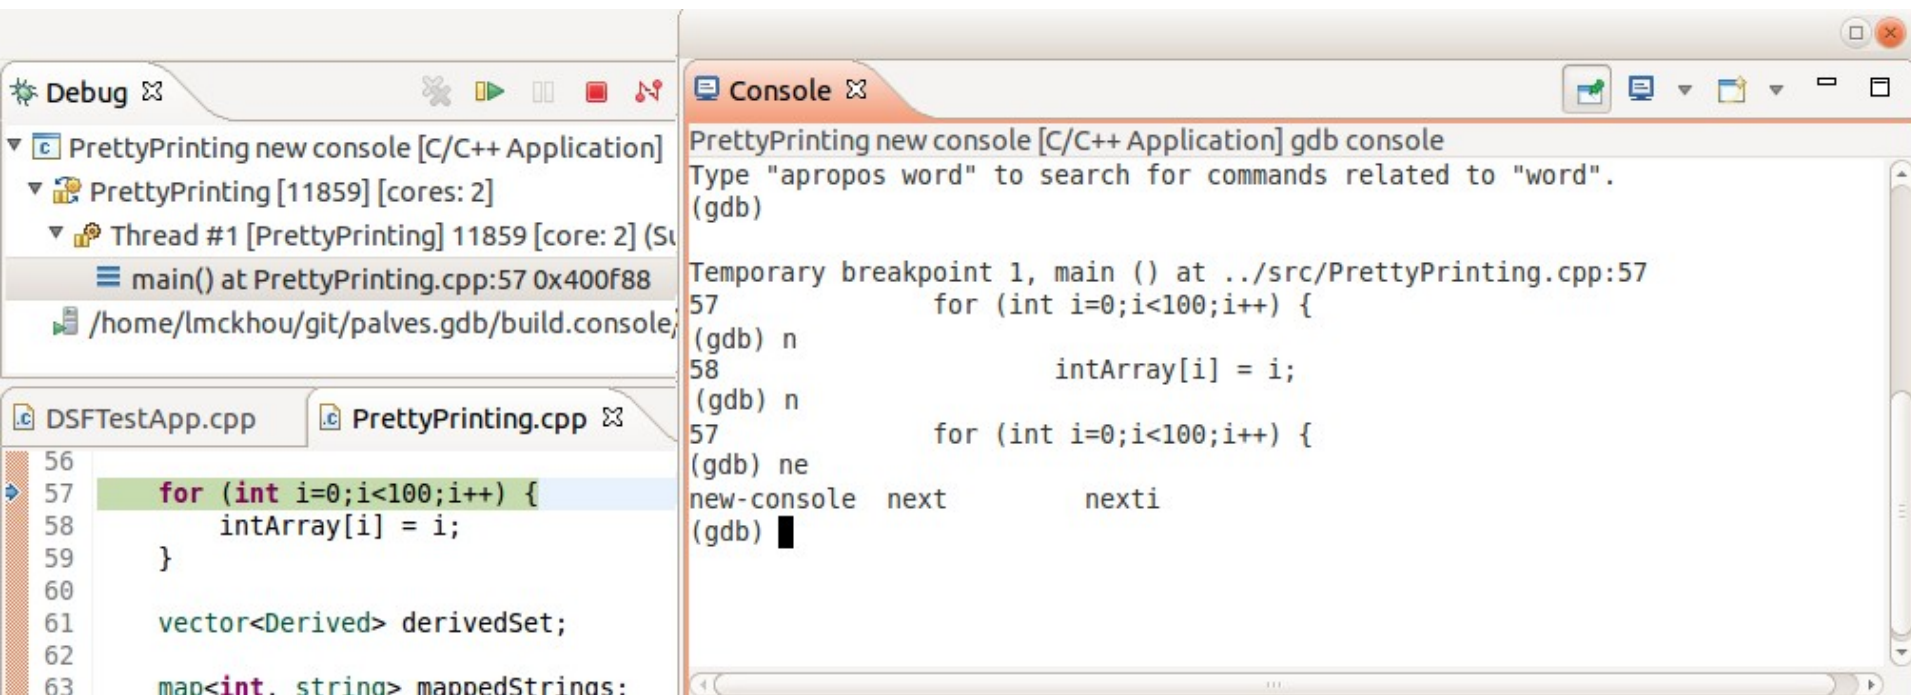 Debug
PrettyPrinting new console [C/C++ Application]
PrettyPrinting [11859] [cores: 2]
Thread #1 [PrettyPrinting] 11859 [core: 2] (Su
main() at PrettyPrinting.cpp:57 0x400f88
/home/lmckhou/git/palves.gdb/build.console/
DSFTestApp.cpp PrettyPrinting.cpp
56
57 for (int i=0;i<100;i++) {
58 intArray[i] = i;
59 }
60
61 vector<Derived> derivedSet;
62
63 map<int, string> mappedStrings;
Console
PrettyPrinting new console [C/C++ Application] gdb console
Type "apropos word" to search for commands related to "word".
(gdb)
Temporary breakpoint 1, main () at ../src/PrettyPrinting.cpp:57
57 for (int i=0;i<100;i++) {
(gdb) n
58 intArray[i] = i;
(gdb) n
57 for (int i=0;i<100;i++) {
(gdb) ne
new-console next nexti
(gdb)